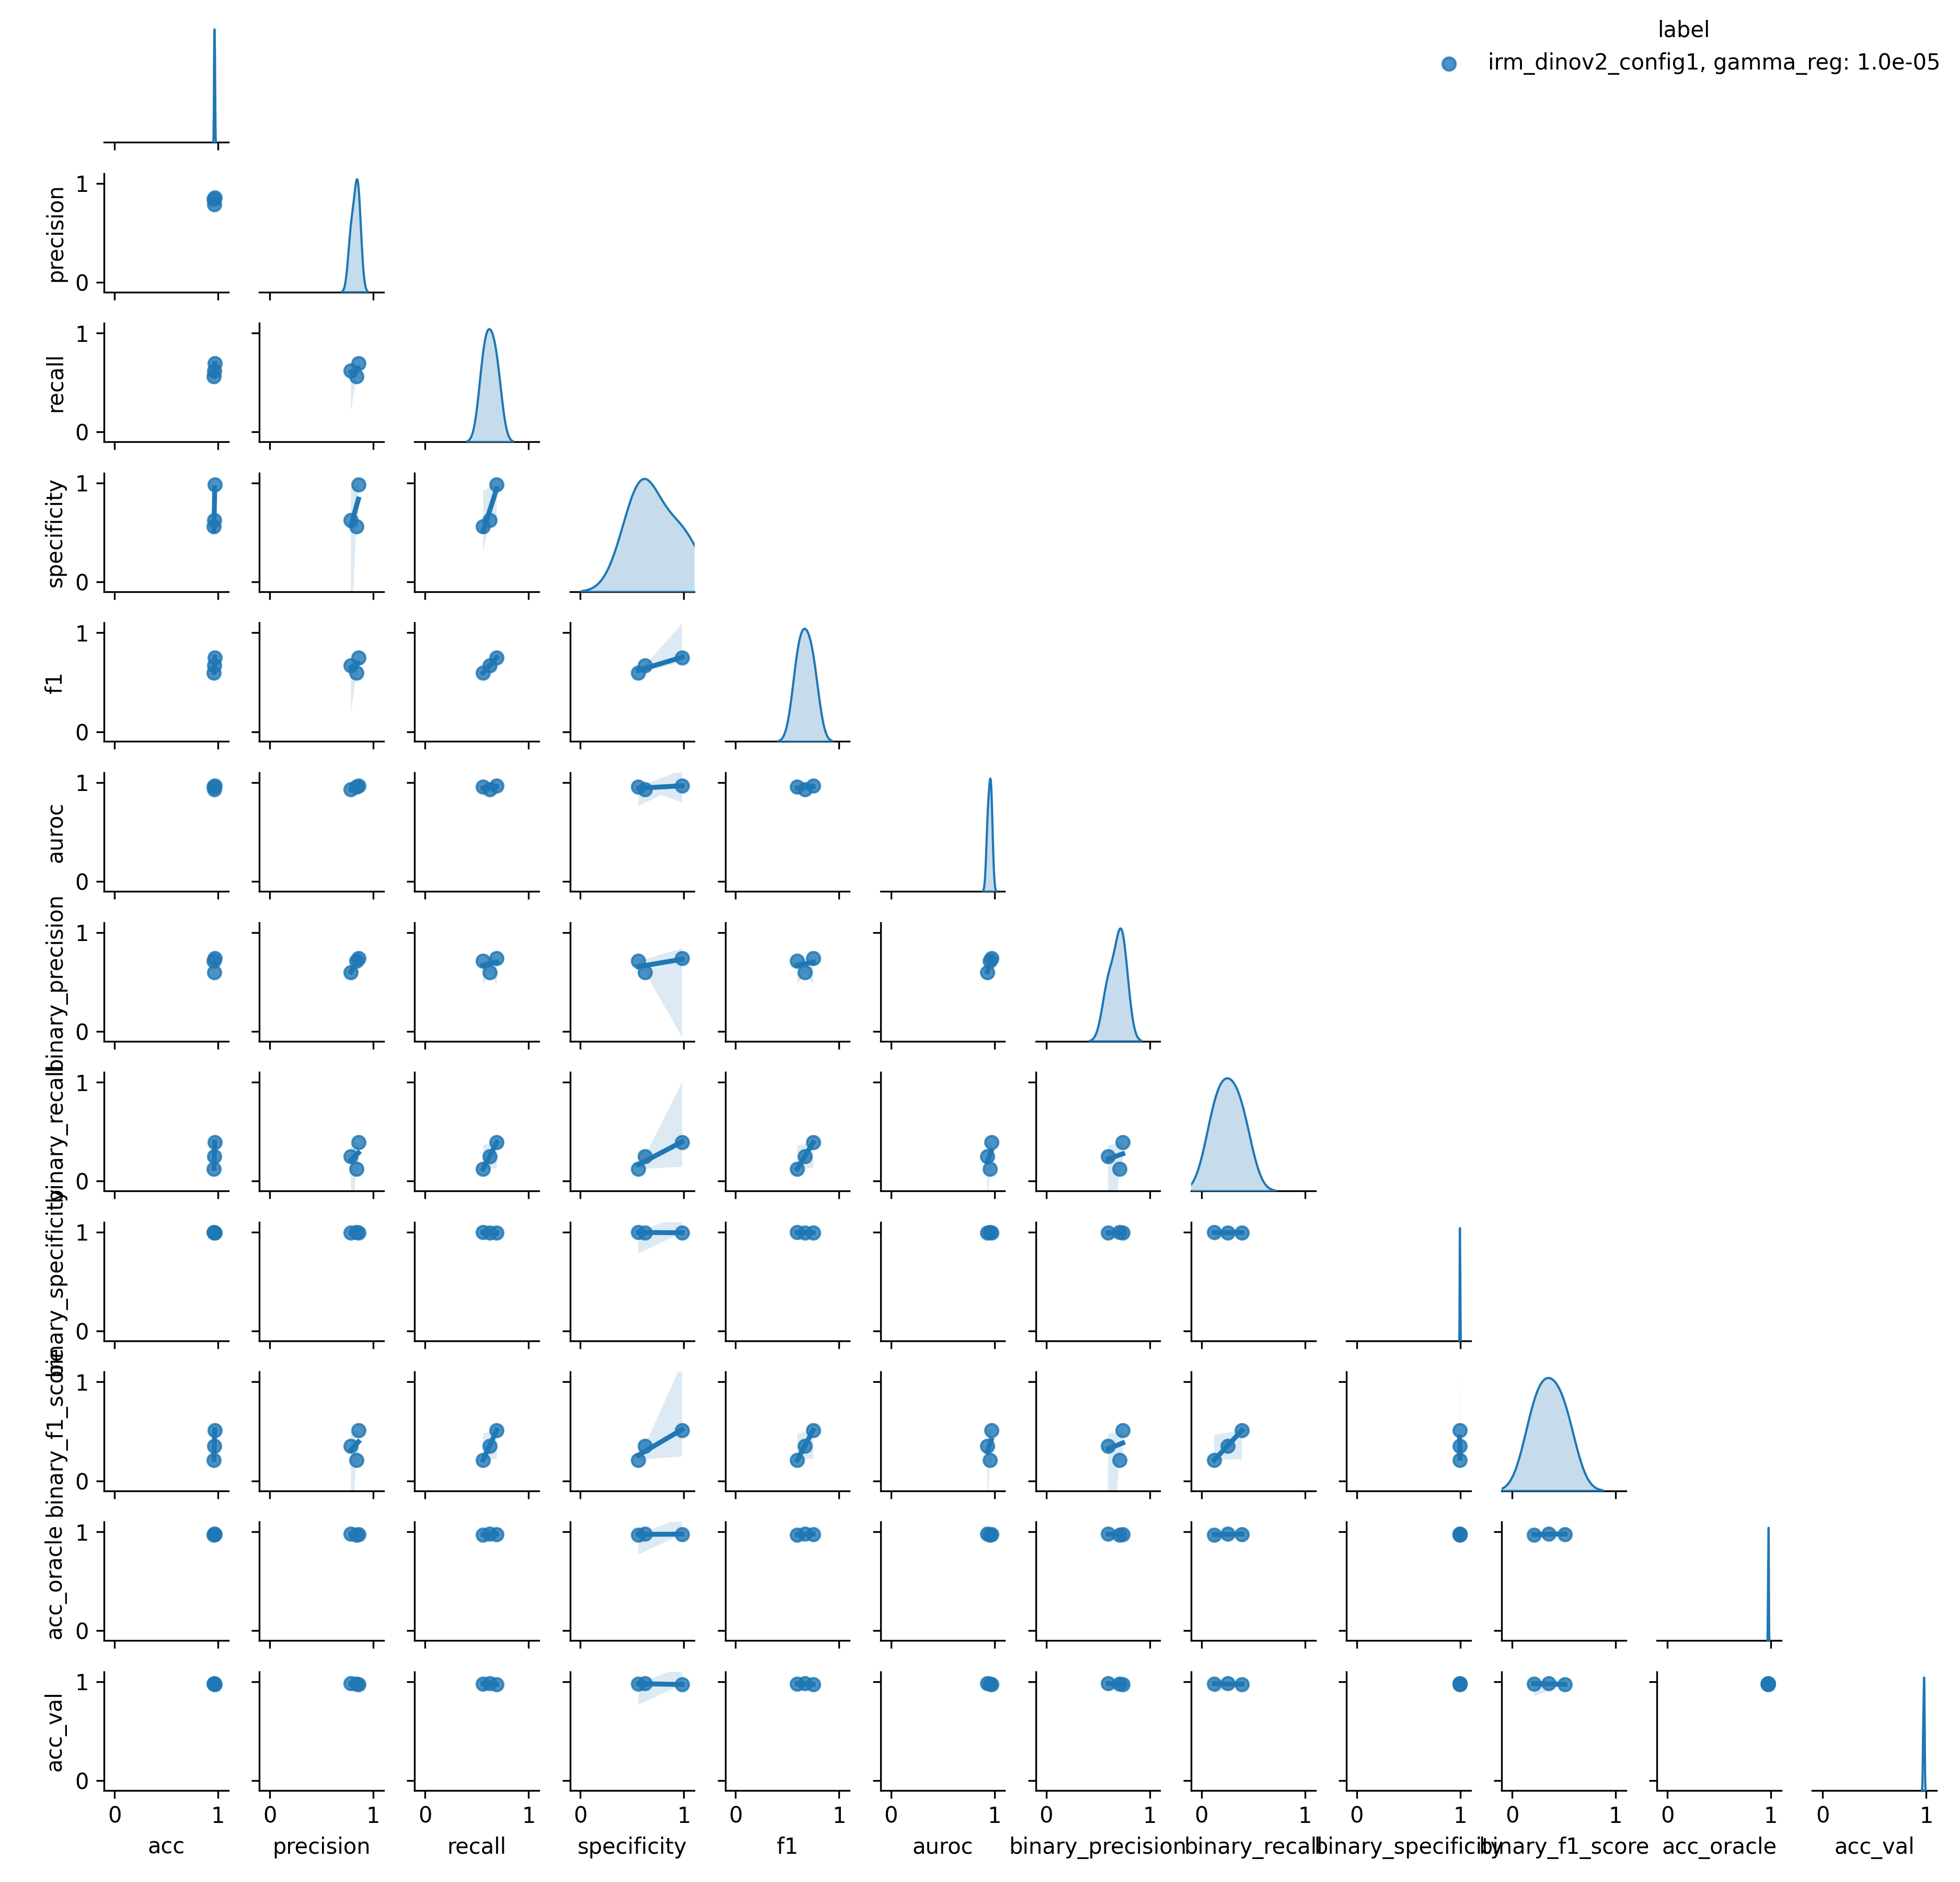 label
irm_dinov2_config1, gamma_reg: 1.0e-05
precision
1
0
recall
1
0
specificity
1
0
f1
1
0
auroc
1
0
binary_precision
1
0
binary_recall
1
0
binary_specificity
1
0
binary_f1_score
1
0
acc_oracle
1
0
acc_val
1
0
0 1 0 1 0 1 0 1 0 1 0 1 0 1 0 1 0 1 0 1 0 1 0 1
acc precision recall specificity f1 auroc binary_precision binary_recall binary_specificity binary_f1_score acc_oracle acc_val